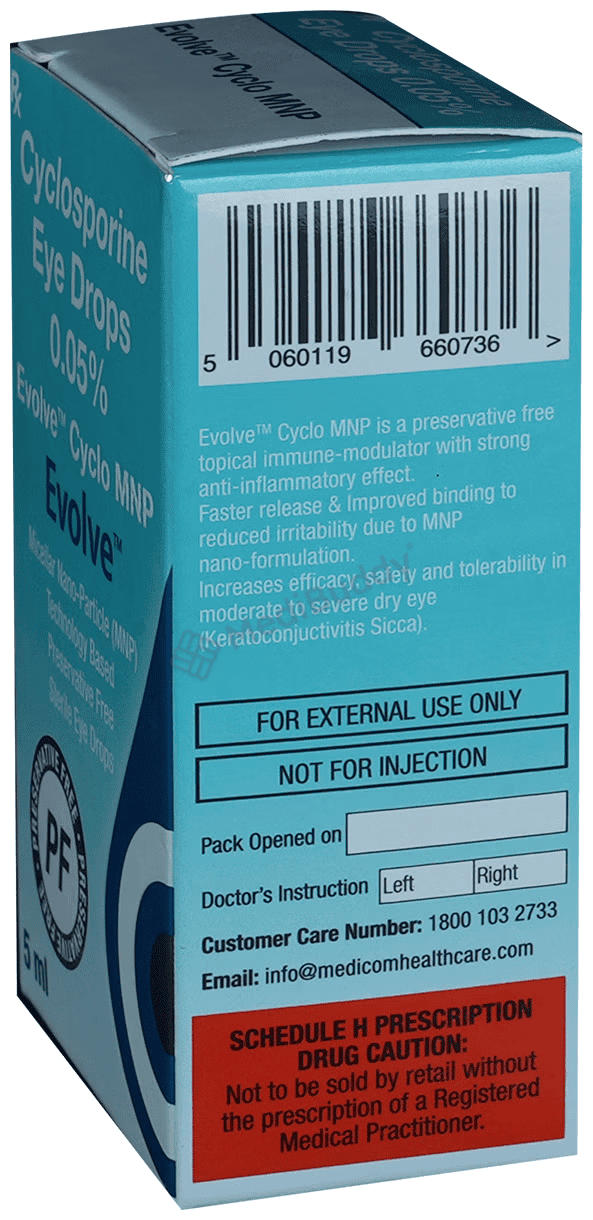 Evolve™ Cyclo MNP
Cyclosporine
Eye Drops 0.05%
Rx
Cyclosporine
Eye Drops
0.05%
Evolve™ Cyclo MNP
Evolve™
Micellar Nano-Particle (MNP)
Technology Based
Preservative Free
Sterile Eye Drops
PRESERVATIVE FREE
PF
PRESERVATIVE FREE
5 ml
5 060119 660736 >
Evolve™ Cyclo MNP is a preservative free
topical immune-modulator with strong
anti-inflammatory effect.
Faster release & Improved binding to
reduced irritability due to MNP
nano-formulation.
Increases efficacy, safety and tolerability in
moderate to severe dry eye
(Keratoconjuctivitis Sicca).
MediBuddy
FOR EXTERNAL USE ONLY
NOT FOR INJECTION
Pack Opened on
Doctor's Instruction Left Right
Customer Care Number: 1800 103 2733
Email: info@medicomhealthcare.com
SCHEDULE H PRESCRIPTION
DRUG CAUTION:
Not to be sold by retail without
the prescription of a Registered
Medical Practitioner.